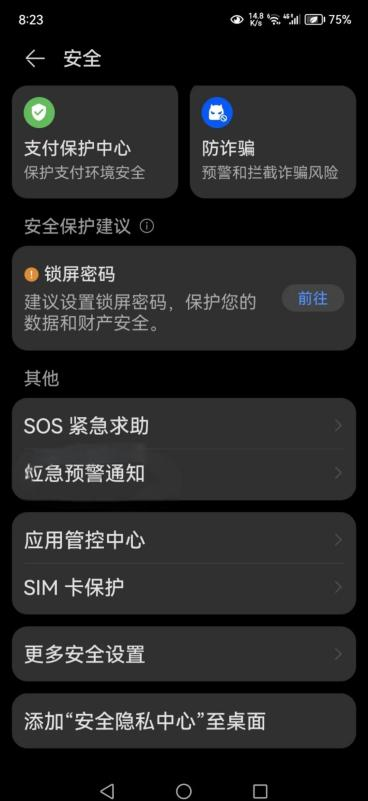 8:23
14.8 K/s
6
4G
75%
安全
支付保护中心
保护支付环境安全
防诈骗
预警和拦截诈骗风险
安全保护建议
锁屏密码
建议设置锁屏密码，保护您的
数据和财产安全。
前往
其他
SOS 紧急求助
应急预警通知
应用管控中心
SIM 卡保护
更多安全设置
添加“安全隐私中心”至桌面